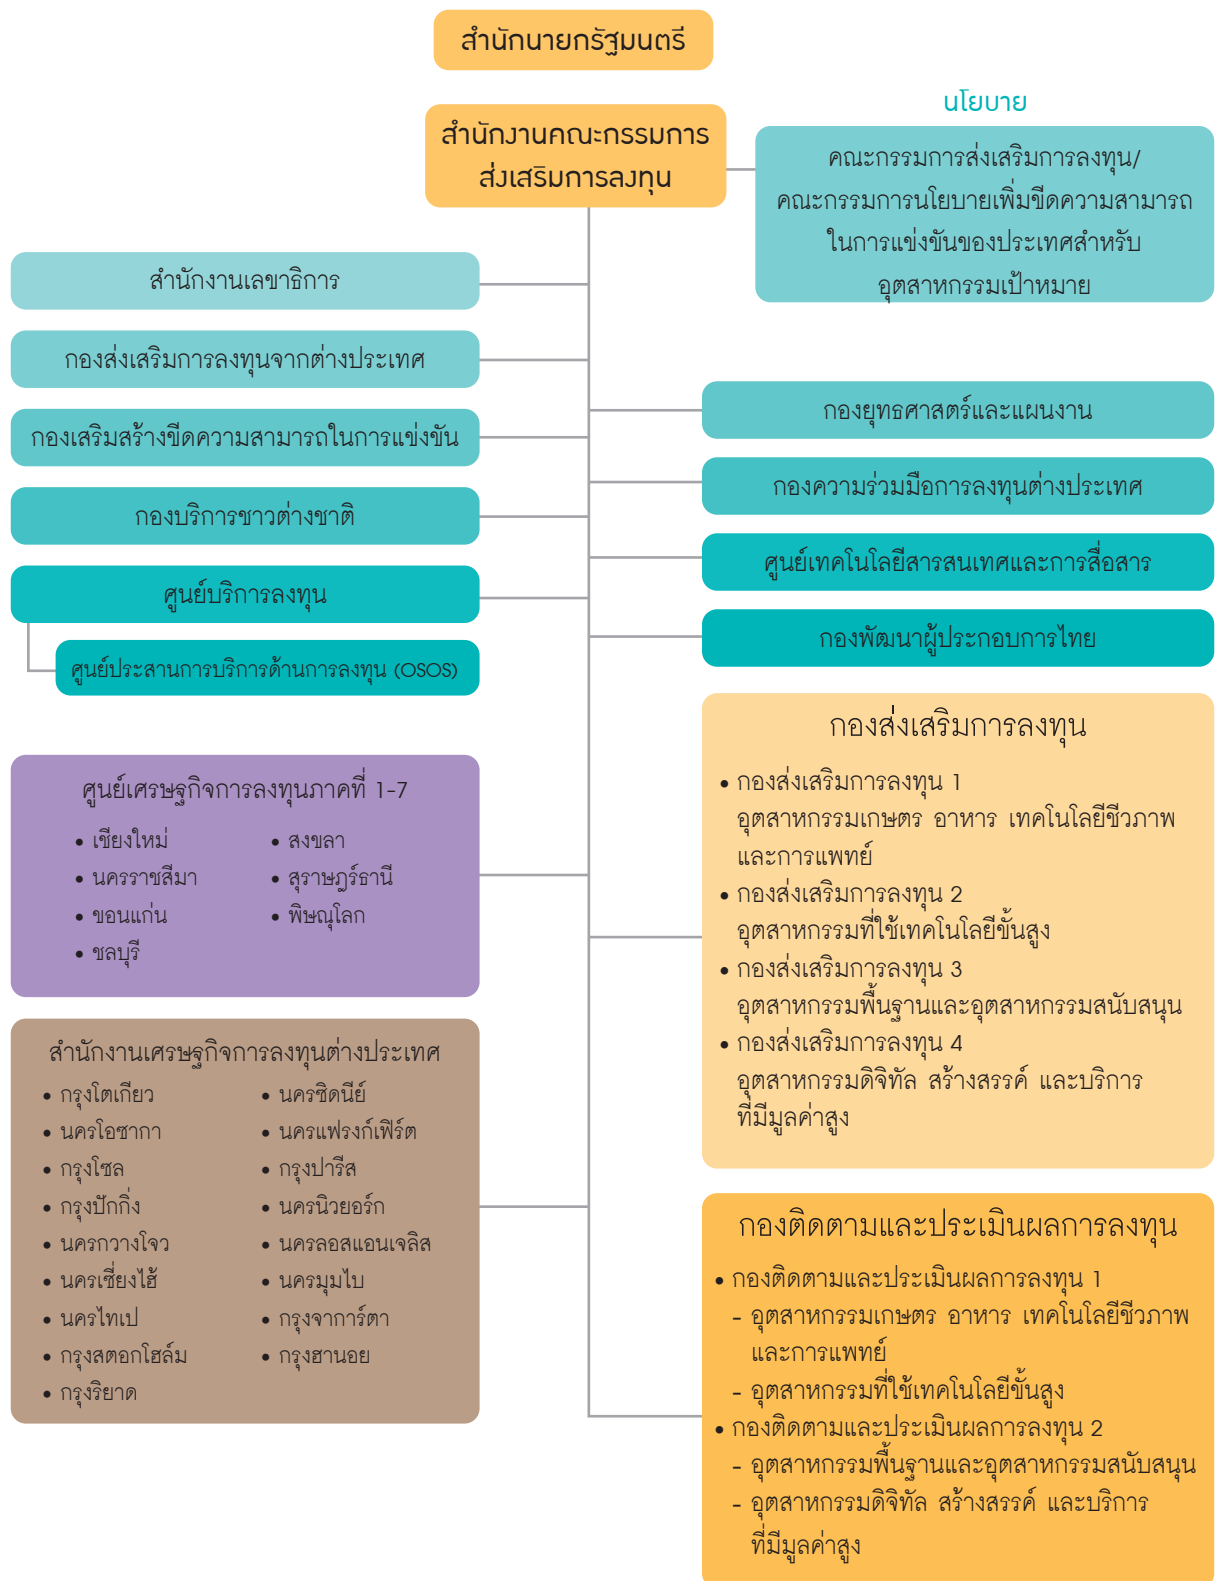 สำนักนายกรัฐมนตรี
สำนักงานคณะกรรมการ
ส่งเสริมการลงทุน
นโยบาย
คณะกรรมการส่งเสริมการลงทุน/
คณะกรรมการนโยบายเพิ่มขีดความสามารถ
ในการแข่งขันของประเทศสำหรับ
อุตสาหกรรมเป้าหมาย
สำนักงานเลขาธิการ
กองส่งเสริมการลงทุนจากต่างประเทศ
กองเสริมสร้างขีดความสามารถในการแข่งขัน
กองบริการชาวต่างชาติ
ศูนย์บริการลงทุน
ศูนย์ประสานการบริการด้านการลงทุน (OSOS)
กองยุทธศาสตร์และแผนงาน
กองความร่วมมือการลงทุนต่างประเทศ
ศูนย์เทคโนโลยีสารสนเทศและการสื่อสาร
กองพัฒนาผู้ประกอบการไทย
ศูนย์เศรษฐกิจการลงทุนภาคที่ 1-7
• เชียงใหม่
• นครราชสีมา
• ขอนแก่น
• ชลบุรี
• สงขลา
• สุราษฎร์ธานี
• พิษณุโลก
สำนักงานเศรษฐกิจการลงทุนต่างประเทศ
• กรุงโตเกียว
• นครโอซากา
• กรุงโซล
• กรุงปักกิ่ง
• นครกวางโจว
• นครเซี่ยงไฮ้
• นครไทเป
• กรุงสตอกโฮล์ม
• กรุงริยาด
• นครซิดนีย์
• นครแฟรงก์เฟิร์ต
• กรุงปารีส
• นครนิวยอร์ก
• นครลอสแอนเจลิส
• นครมุมไบ
• กรุงจาการ์ตา
• กรุงฮานอย
กองส่งเสริมการลงทุน
• กองส่งเสริมการลงทุน 1
อุตสาหกรรมเกษตร อาหาร เทคโนโลยีชีวภาพ
และการแพทย์
• กองส่งเสริมการลงทุน 2
อุตสาหกรรมที่ใช้เทคโนโลยีขั้นสูง
• กองส่งเสริมการลงทุน 3
อุตสาหกรรมพื้นฐานและอุตสาหกรรมสนับสนุน
• กองส่งเสริมการลงทุน 4
อุตสาหกรรมดิจิทัล สร้างสรรค์ และบริการ
ที่มีมูลค่าสูง
กองติดตามและประเมินผลการลงทุน
• กองติดตามและประเมินผลการลงทุน 1
- อุตสาหกรรมเกษตร อาหาร เทคโนโลยีชีวภาพ
และการแพทย์
- อุตสาหกรรมที่ใช้เทคโนโลยีขั้นสูง
• กองติดตามและประเมินผลการลงทุน 2
- อุตสาหกรรมพื้นฐานและอุตสาหกรรมสนับสนุน
- อุตสาหกรรมดิจิทัล สร้างสรรค์ และบริการ
ที่มีมูลค่าสูง